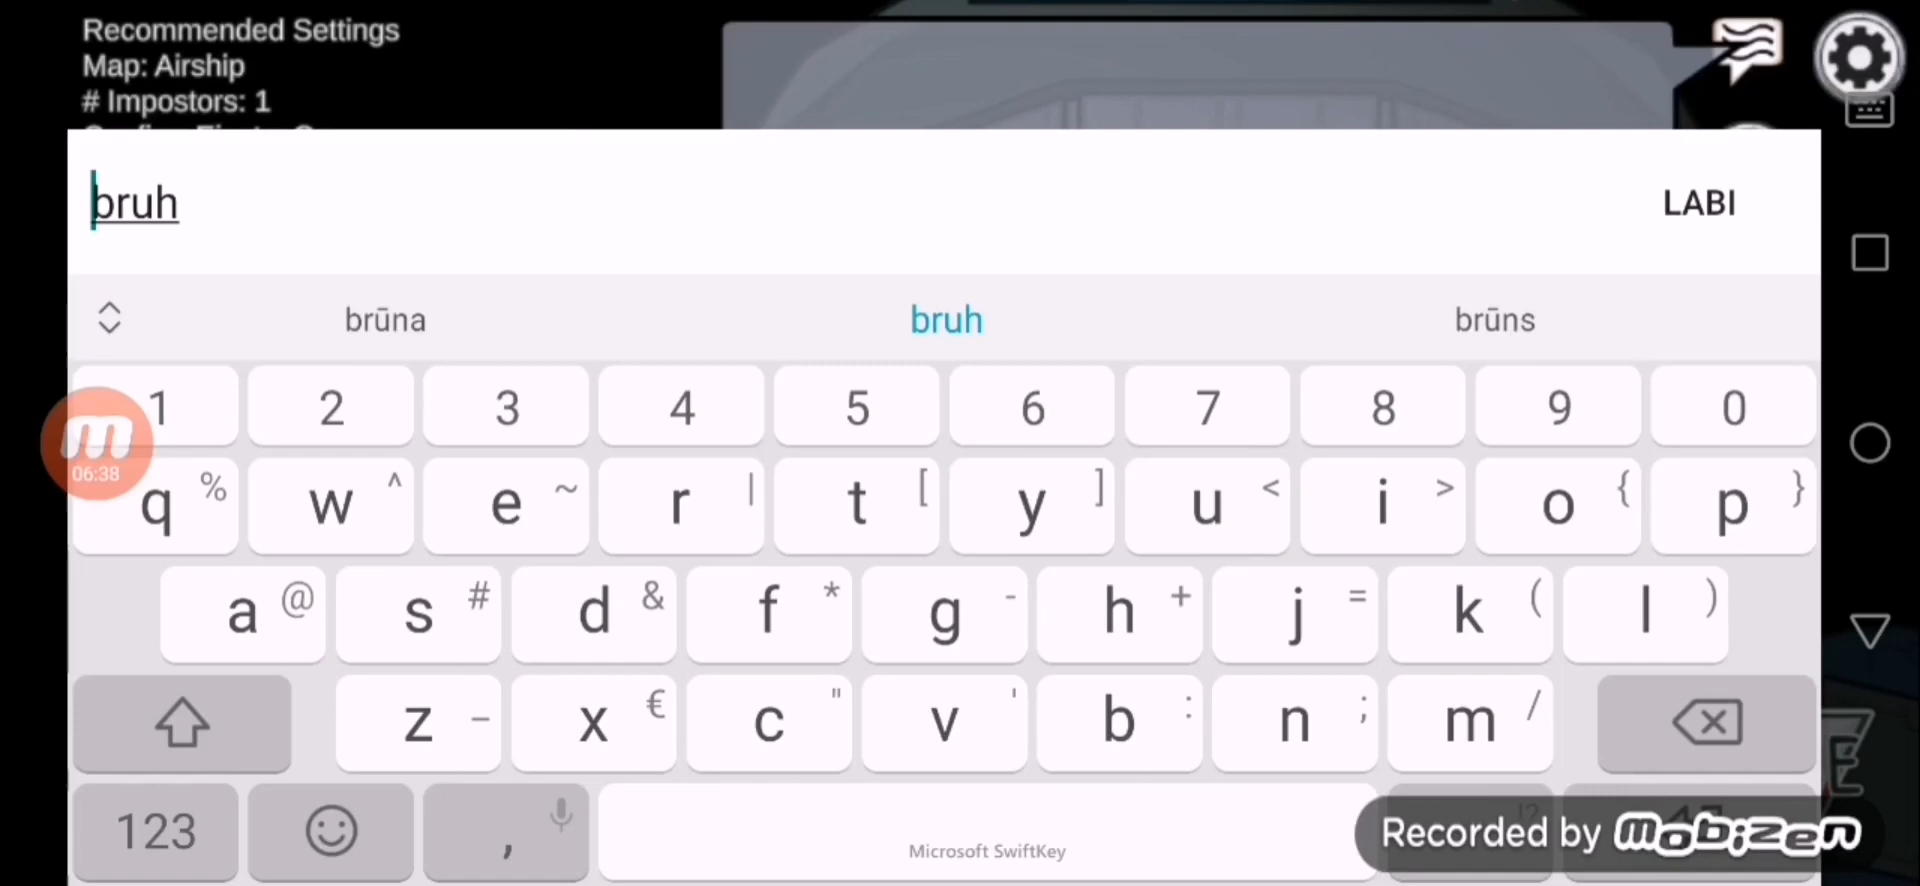 Recommended Settings
Map: Airship
# Impostors: 1
bruh
LABI
brūna bruh brūns
1 2 3 4 5 6 7 8 9 0
q % w ^ e ~ r | t [ y ] u < i > o { p }
a @ s # d & f * g - h + j = k ( l )
z _ x € c " v ' b : n ; m /
123 , Microsoft SwiftKey !?
m
06:38
Recorded by mobizen